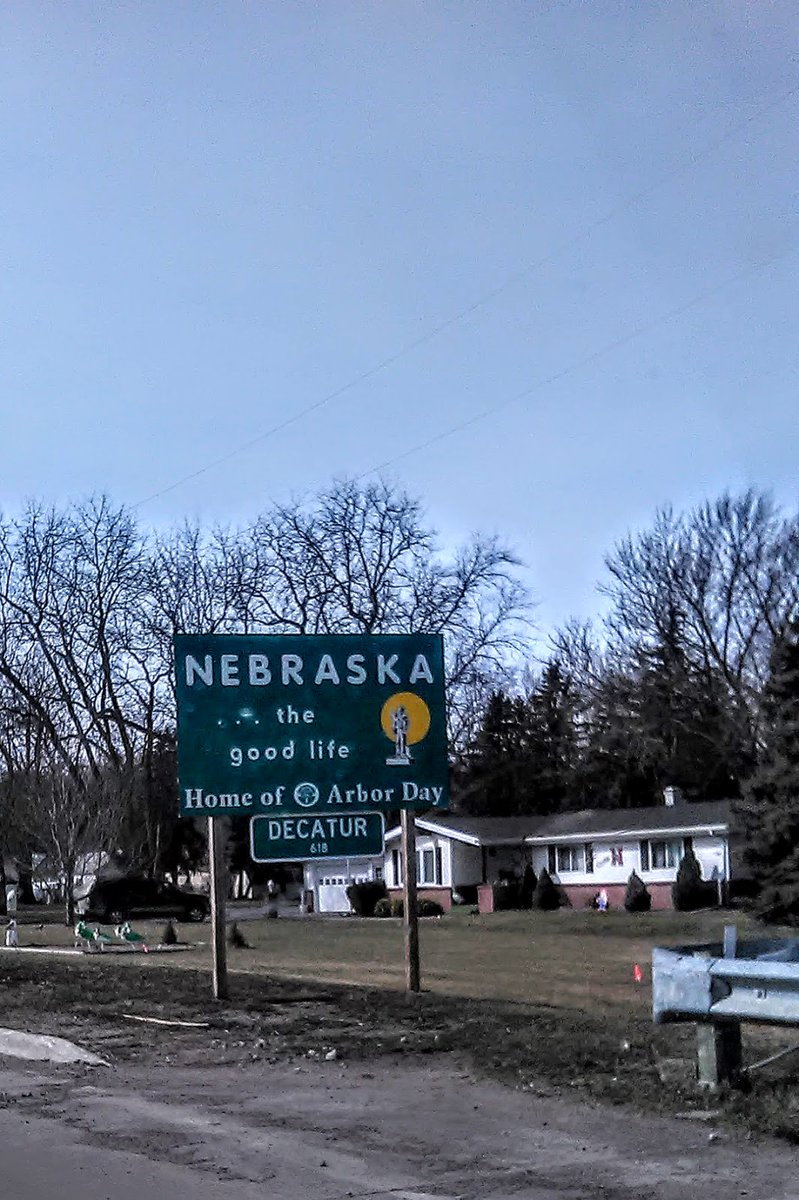 NEBRASKA
... the
good life
Home of Arbor Day
DECATUR
618